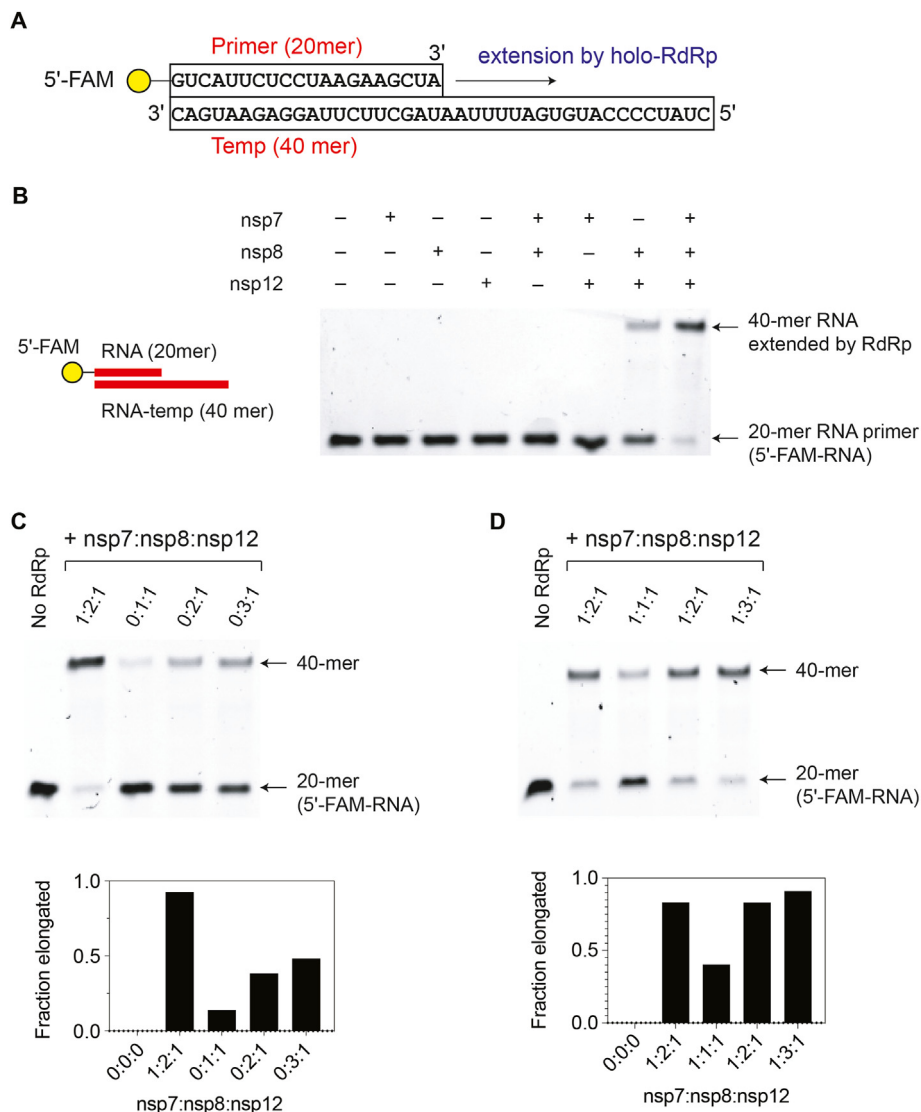 A
Primer (20mer)
3'
extension by holo-RdRp
5'-FAM
GUCAUUCUCCUAAGAAGCUA
3'
CAGUAAGAGGAUUCUUCGAUAAUUUUAGUGUACCCCUAUC
5'
Temp (40 mer)
B
nsp7 – + – – + + – +
nsp8 – – + – + – + +
nsp12 – – – + – + + +
40-mer RNA
extended by RdRp
5'-FAM
RNA (20mer)
RNA-temp (40 mer)
20-mer RNA primer
(5'-FAM-RNA)
C
+ nsp7:nsp8:nsp12
No RdRp
1:2:1
0:1:1
0:2:1
0:3:1
40-mer
20-mer
(5'-FAM-RNA)
Fraction elongated
1.0
0.5
0.0
0:0:0
1:2:1
0:1:1
0:2:1
0:3:1
nsp7:nsp8:nsp12
D
+ nsp7:nsp8:nsp12
No RdRp
1:2:1
1:1:1
1:2:1
1:3:1
40-mer
20-mer
(5'-FAM-RNA)
Fraction elongated
1.0
0.5
0.0
0:0:0
1:2:1
1:1:1
1:2:1
1:3:1
nsp7:nsp8:nsp12